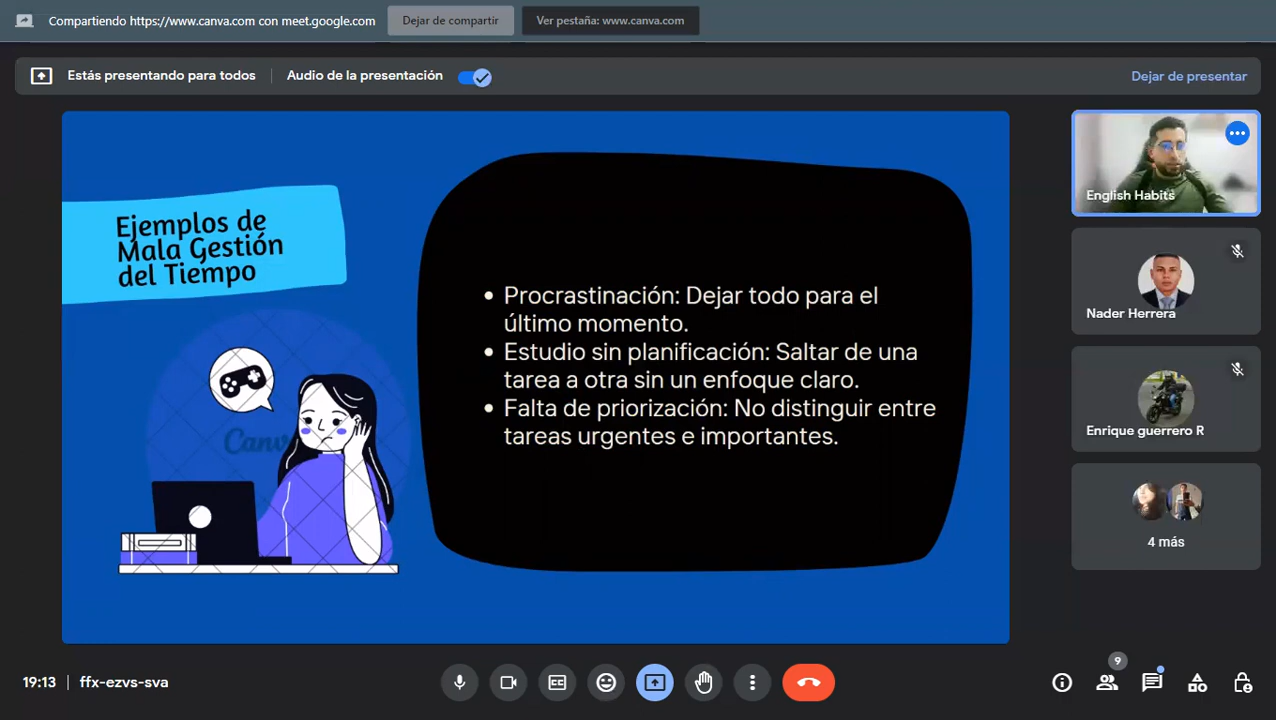 Compartiendo https://www.canva.com con meet.google.com
Dejar de compartir
Ver pestaña: www.canva.com
Estás presentando para todos
Audio de la presentación
Dejar de presentar
Ejemplos de
Mala Gestión
del Tiempo
Canva
• Procrastinación: Dejar todo para el
último momento.
• Estudio sin planificación: Saltar de una
tarea a otra sin un enfoque claro.
• Falta de priorización: No distinguir entre
tareas urgentes e importantes.
English Habits
Nader Herrera
Enrique guerrero R
4 más
19:13
ffx-ezvs-sva
9